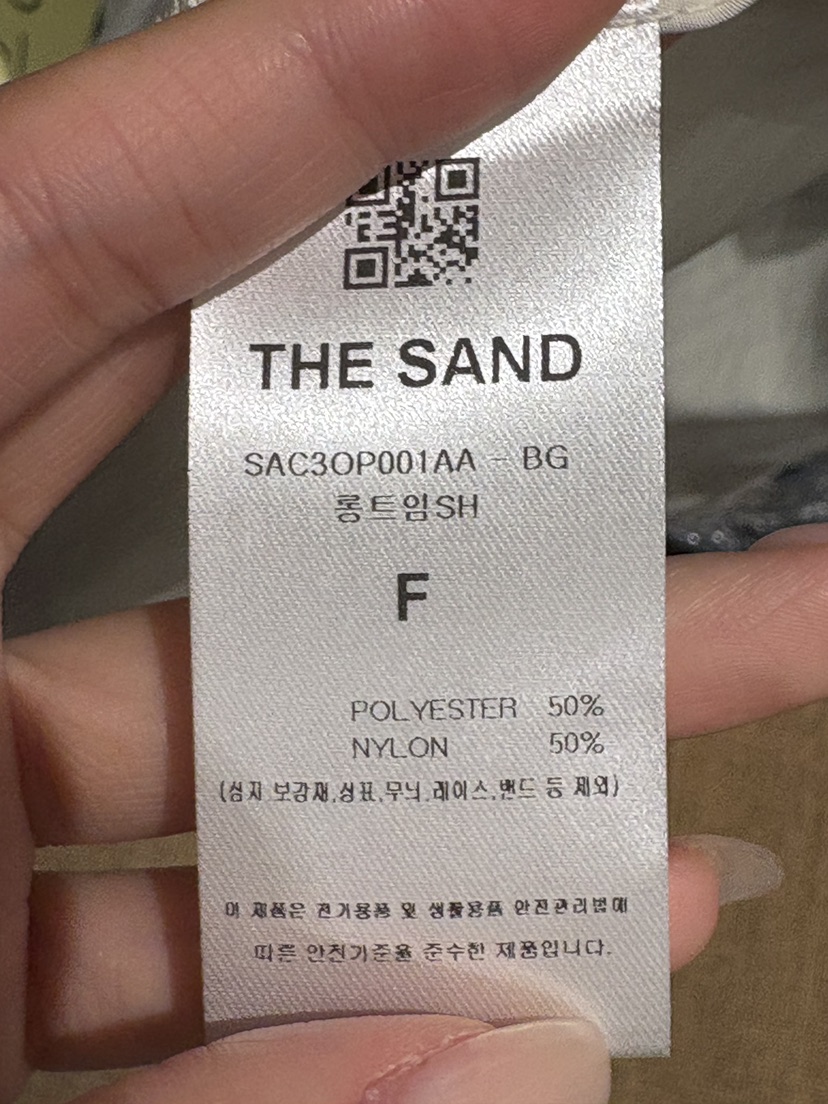 THE SAND
SAC3OP001AA - BG
롱트임SH
F
POLYESTER 50%
NYLON 50%
(심지 보강재,상표,무늬,레이스,밴드 등 제외)
이 제품은 전기용품 및 생활용품 안전관리법에
따른 안전기준을 준수한 제품입니다.